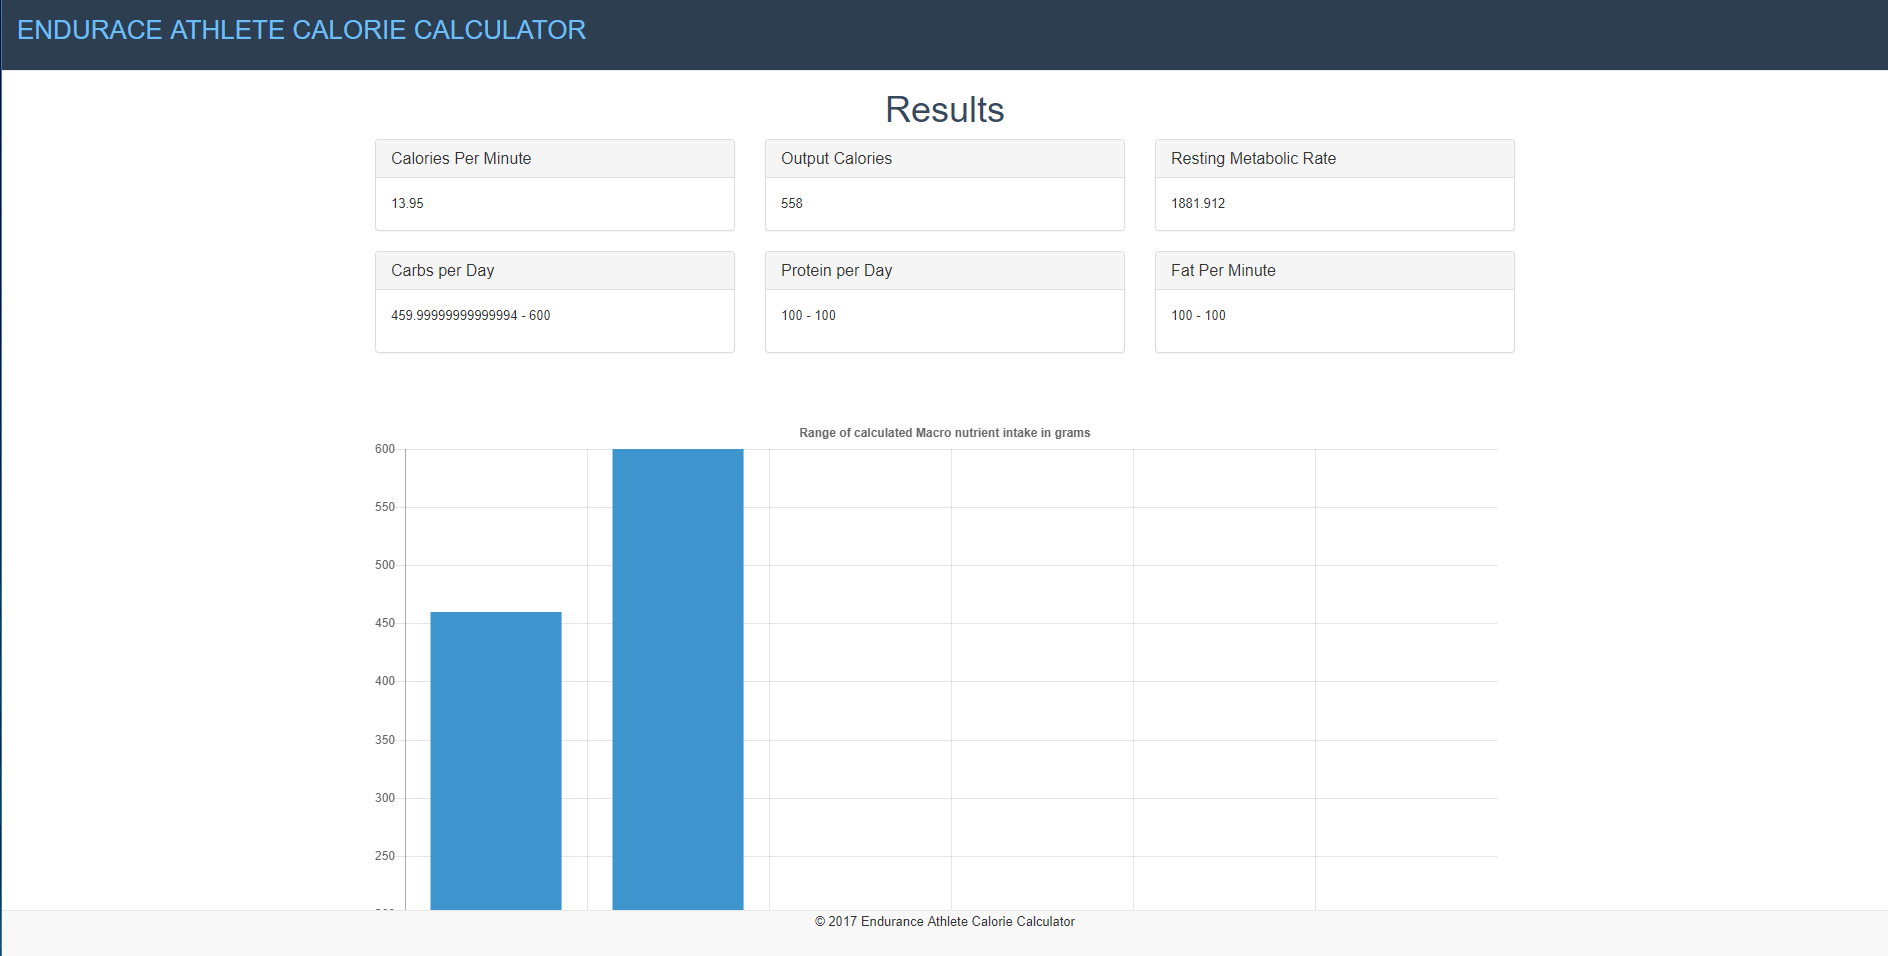 ENDURACE ATHLETE CALORIE CALCULATOR
Results
Calories Per Minute
13.95
Output Calories
558
Resting Metabolic Rate
1881.912
Carbs per Day
459.99999999999994 - 600
Protein per Day
100 - 100
Fat Per Minute
100 - 100
Range of calculated Macro nutrient intake in grams
600
550
500
450
400
350
300
250
© 2017 Endurance Athlete Calorie Calculator